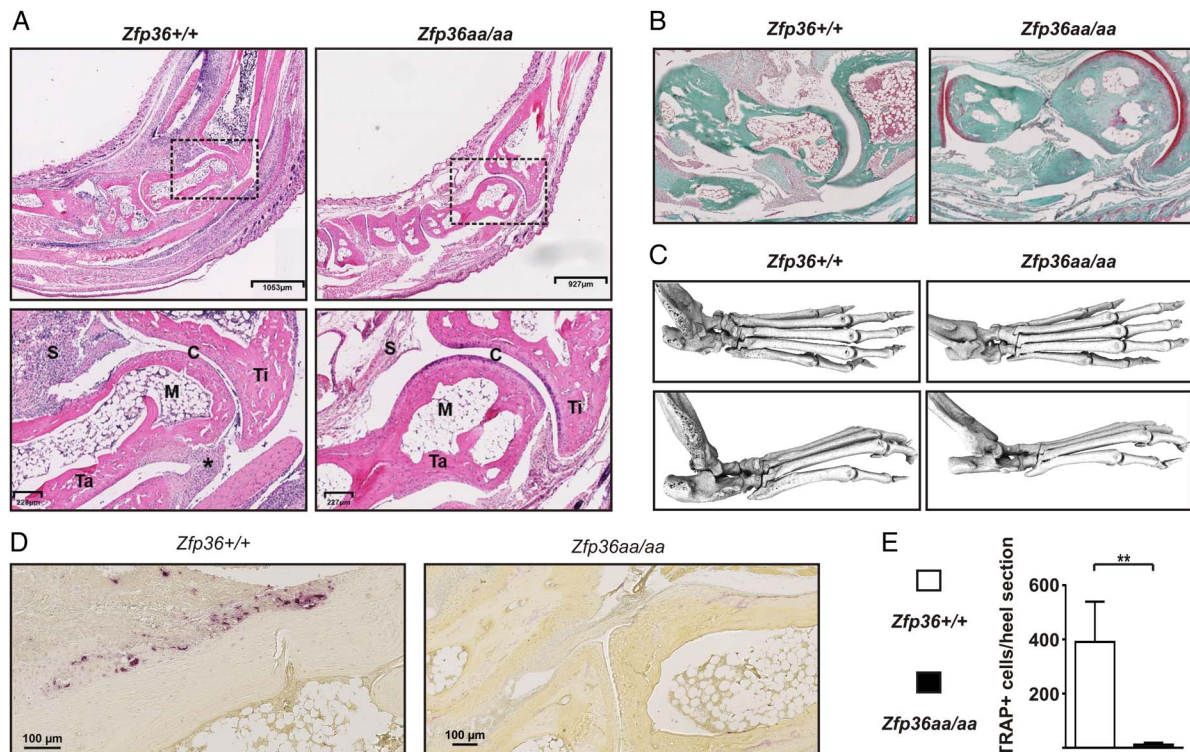 A
Zfp36+/+
Zfp36aa/aa
1053µm
927µm
S
C
Ti
M
Ta
*
228µm
S
C
M
Ti
Ta
227µm
B
Zfp36+/+
Zfp36aa/aa
C
Zfp36+/+
Zfp36aa/aa
D
Zfp36+/+
Zfp36aa/aa
100 µm
100 µm
E
Zfp36+/+
Zfp36aa/aa
TRAP+ cells/heel section
600
400
200
**